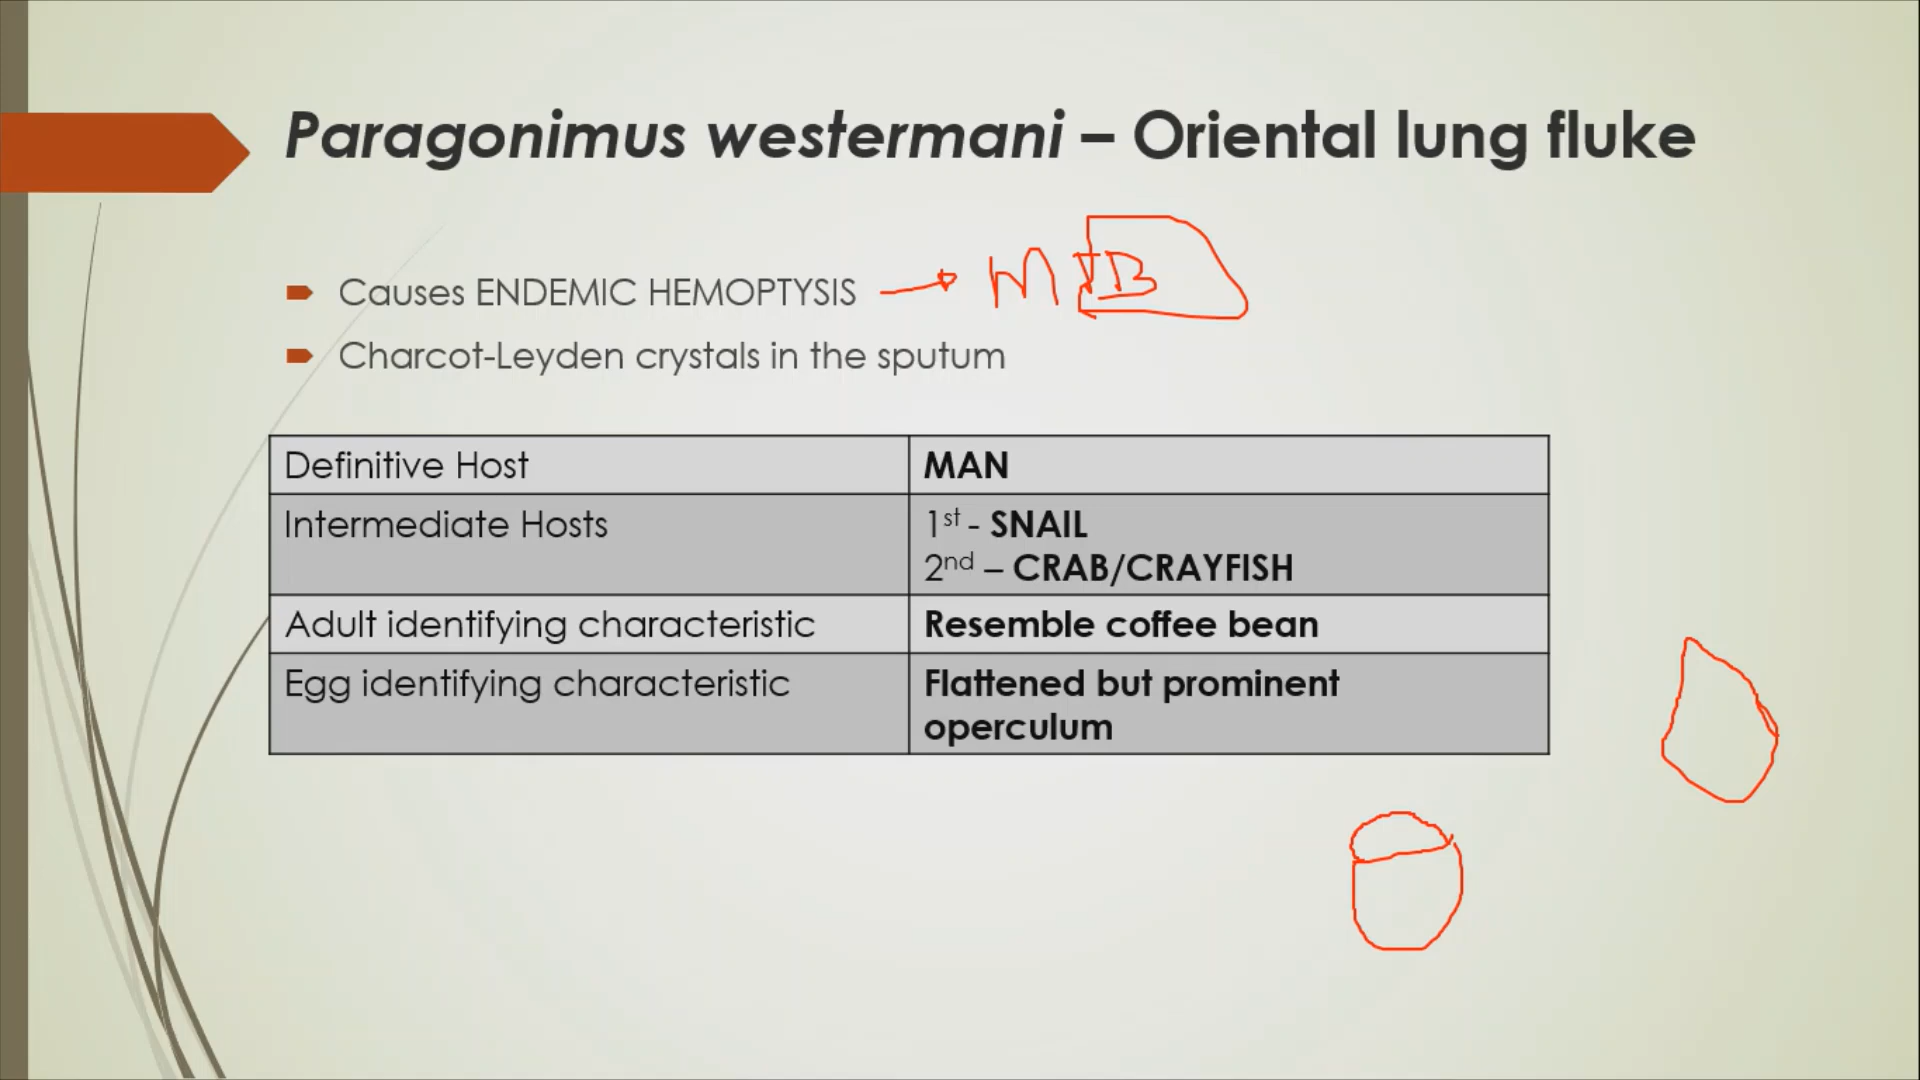 Paragonimus westermani – Oriental lung fluke
Causes ENDEMIC HEMOPTYSIS → MTB
Charcot-Leyden crystals in the sputum
Definitive Host MAN
Intermediate Hosts 1st - SNAIL
2nd – CRAB/CRAYFISH
Adult identifying characteristic Resemble coffee bean
Egg identifying characteristic Flattened but prominent
operculum